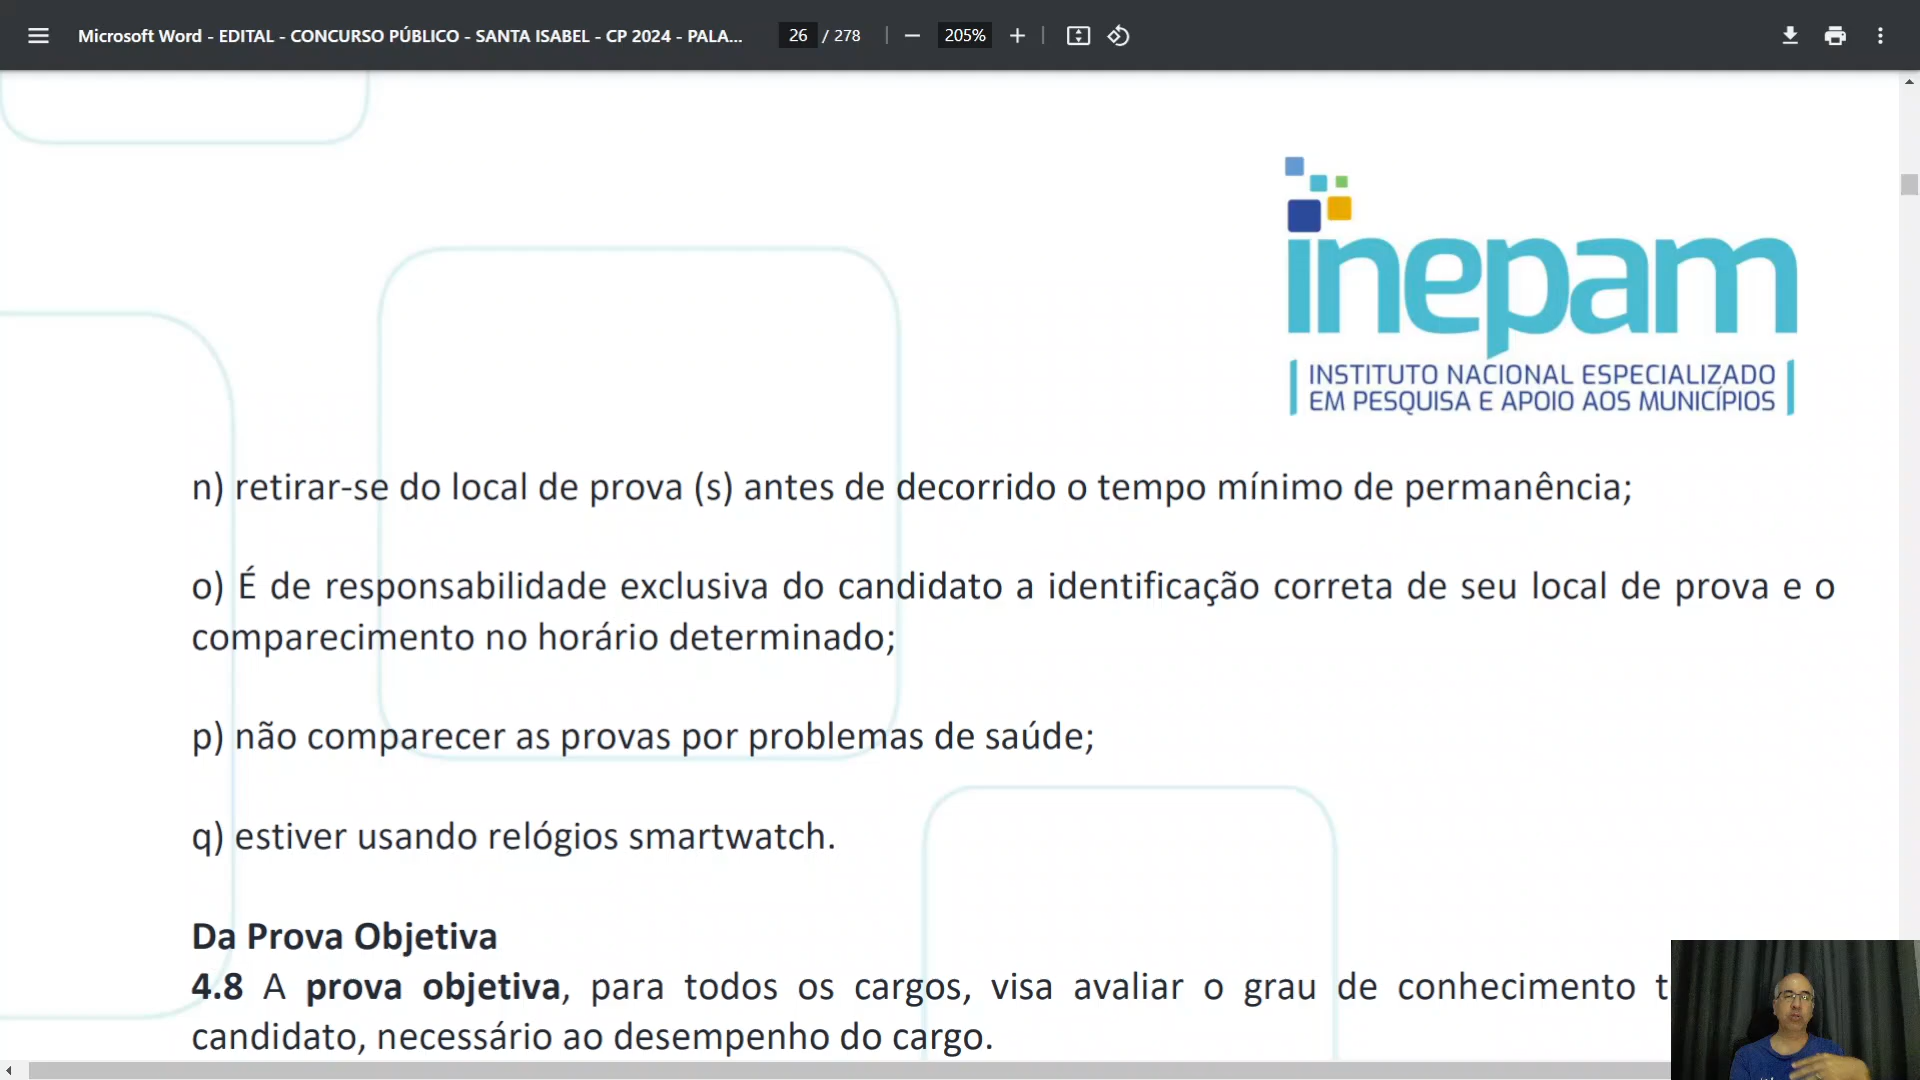 Microsoft Word - EDITAL - CONCURSO PÚBLICO - SANTA ISABEL - CP 2024 - PALA...
26 / 278
205%
inepam
INSTITUTO NACIONAL ESPECIALIZADO
EM PESQUISA E APOIO AOS MUNICÍPIOS
n) retirar-se do local de prova (s) antes de decorrido o tempo mínimo de permanência;
o) É de responsabilidade exclusiva do candidato a identificação correta de seu local de prova e o
comparecimento no horário determinado;
p) não comparecer as provas por problemas de saúde;
q) estiver usando relógios smartwatch.
Da Prova Objetiva
4.8 A prova objetiva, para todos os cargos, visa avaliar o grau de conhecimento
candidato, necessário ao desempenho do cargo.